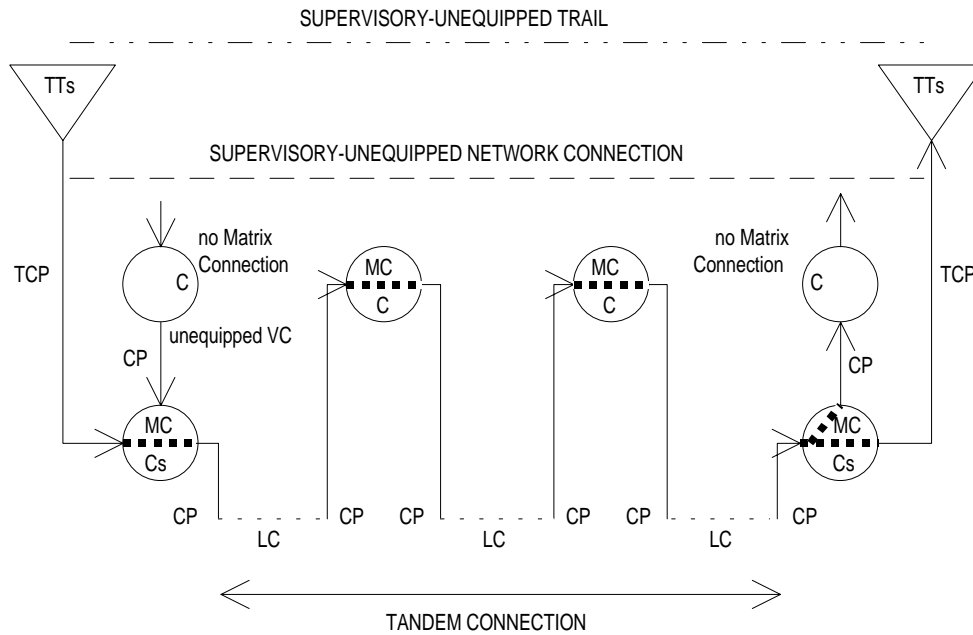 SUPERVISORY-UNEQUIPPED TRAIL
TTs
TTs
SUPERVISORY-UNEQUIPPED NETWORK CONNECTION
no Matrix
Connection
no Matrix
Connection
MC
MC
TCP
C
C
C
C
TCP
unequipped VC
CP
CP
MC
MC
Cs
Cs
CP
CP
CP
CP
CP
CP
LC
LC
LC
TANDEM CONNECTION